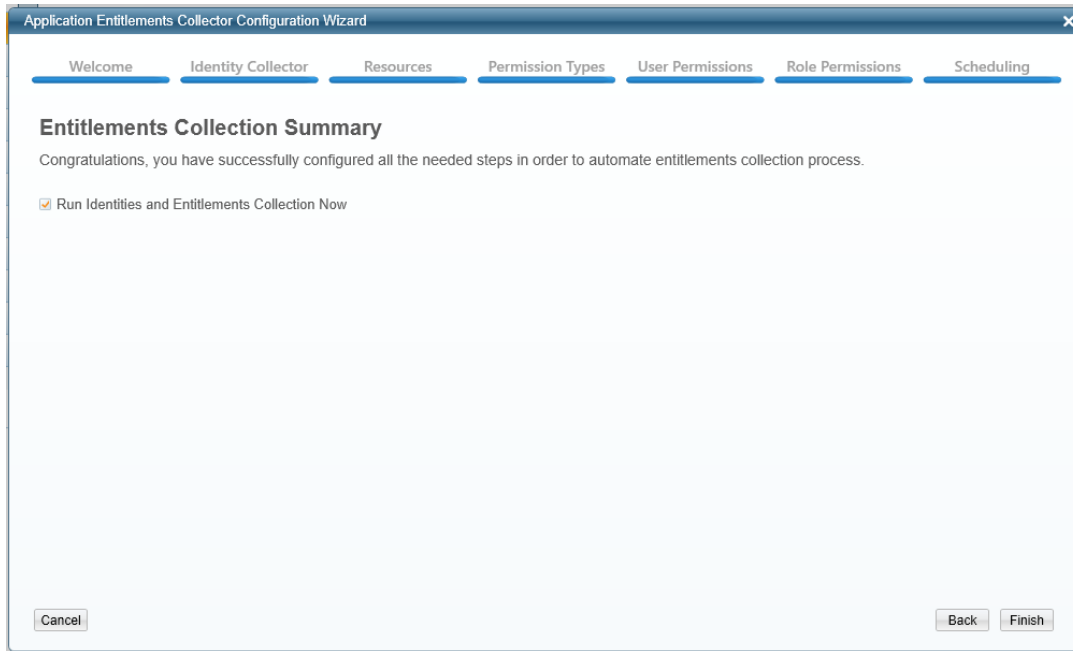 Application Entitlements Collector Configuration Wizard
Welcome Identity Collector Resources Permission Types User Permissions Role Permissions Scheduling
Entitlements Collection Summary
Congratulations, you have successfully configured all the needed steps in order to automate entitlements collection process.
Run Identities and Entitlements Collection Now
Cancel Back Finish